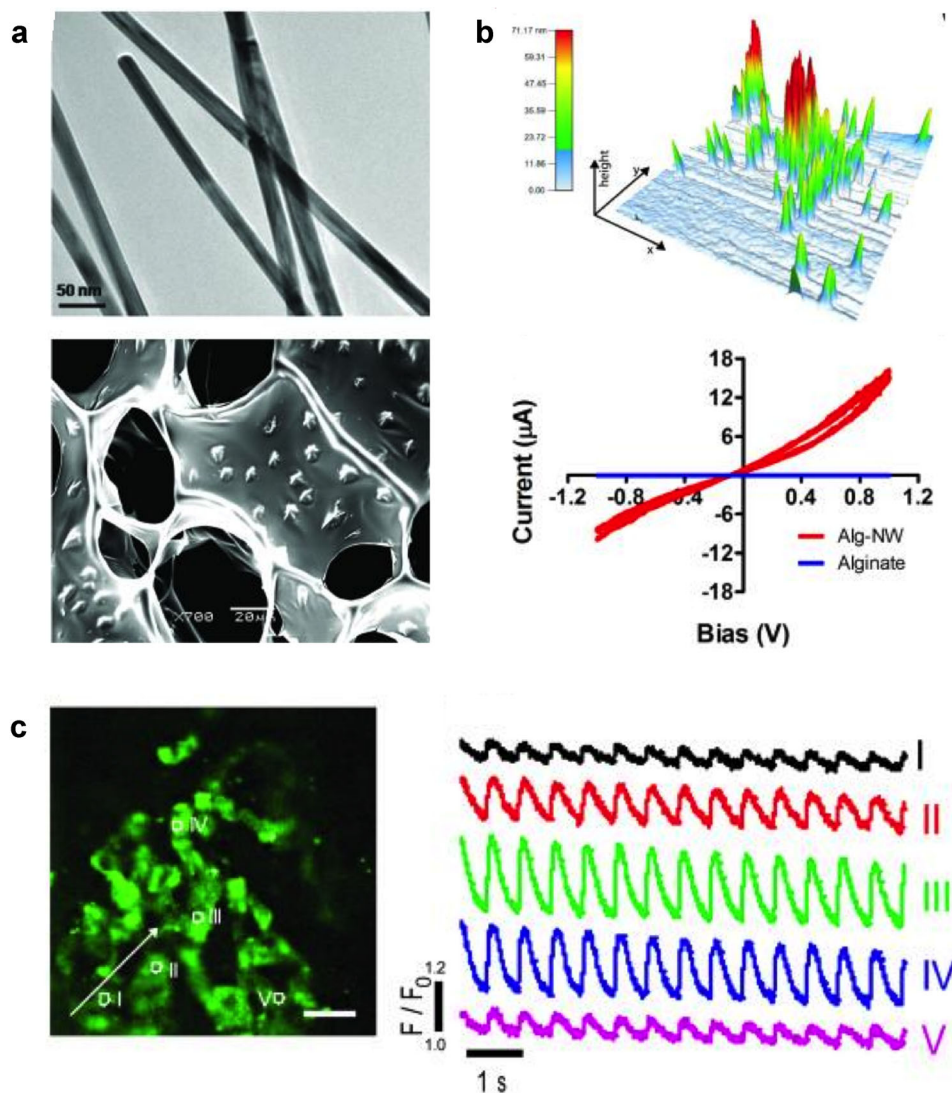 a
50 nm
X700 20μm
b
71.17 nm
59.31
47.45
35.59
23.72
11.86
0.00
height
y
x
Current (μA)
18
12
6
-6
-12
-18
-1.2 -0.8 -0.4 0.4 0.8 1.2
Alg-NW
Alginate
Bias (V)
c
IV
III
II
I
V
I
II
III
IV
V
F / F0
1.2
1.0
1 s